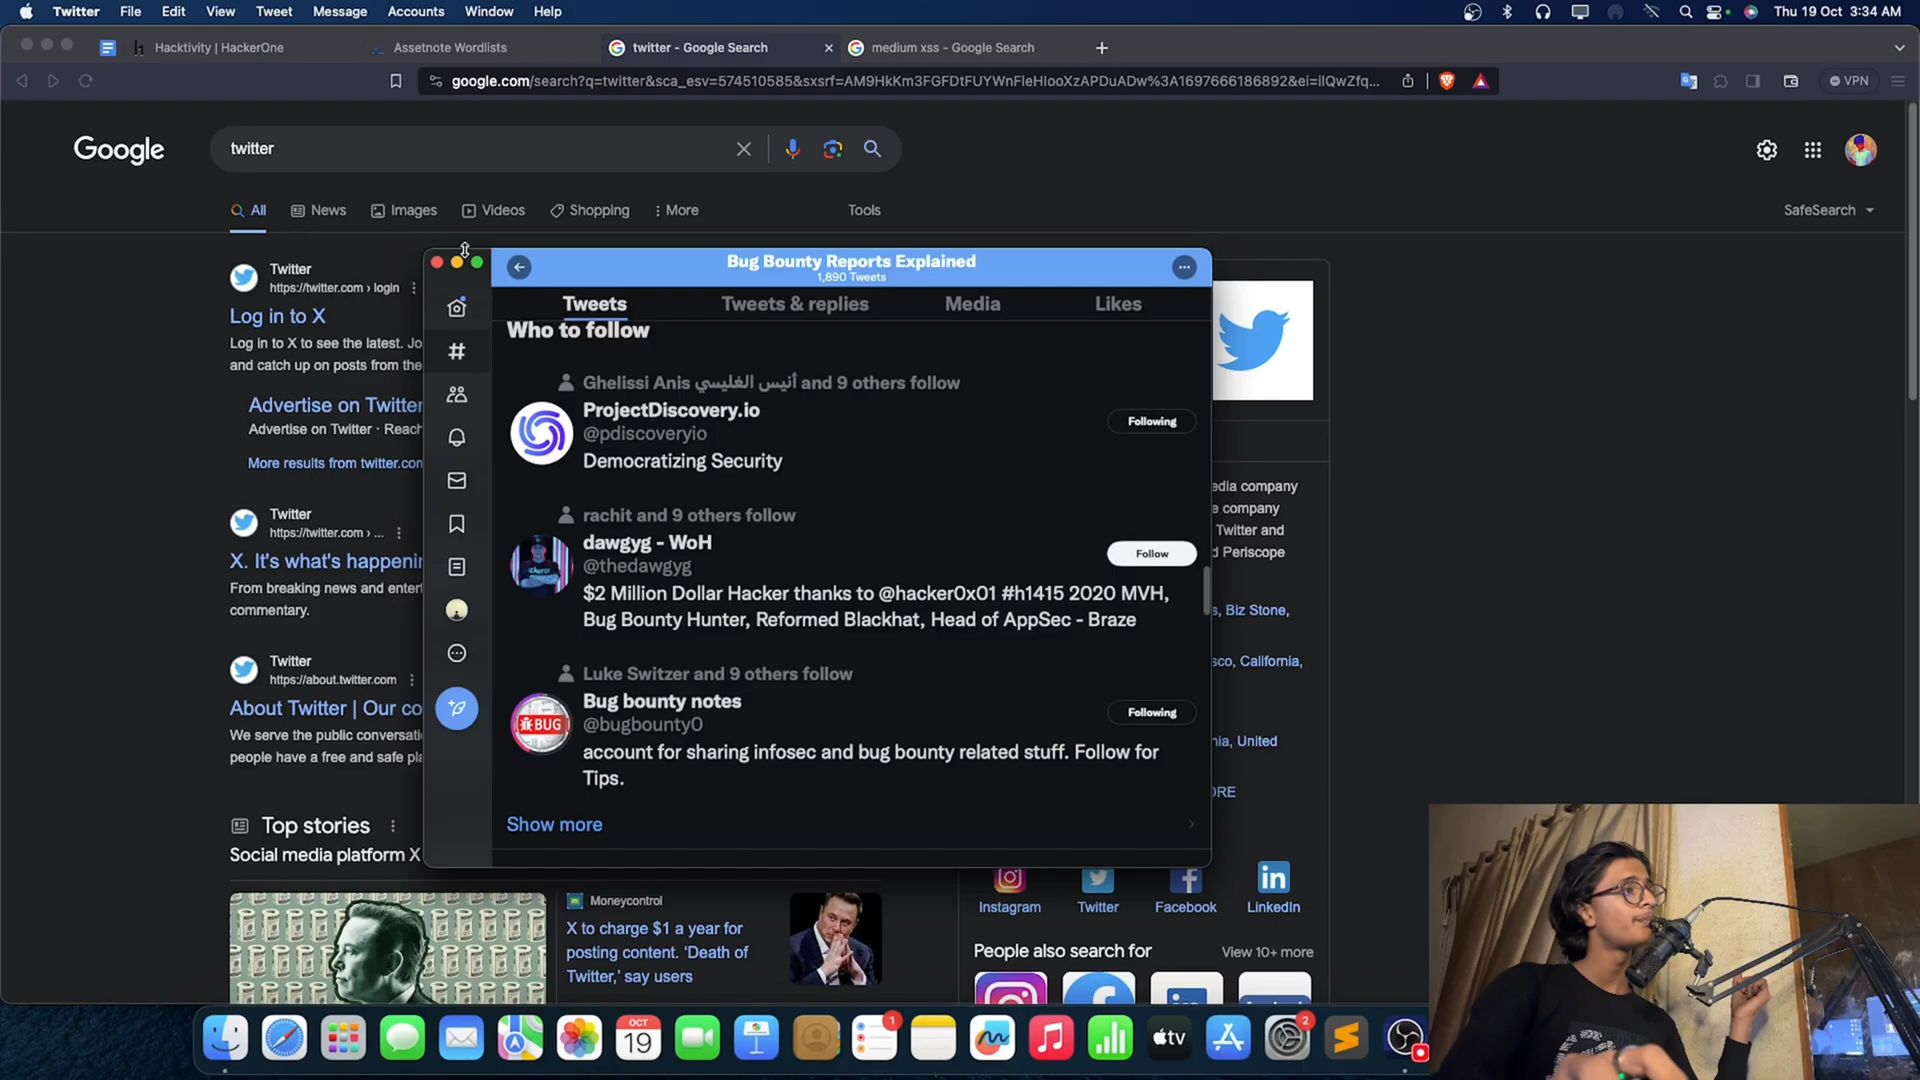 Twitter File Edit View Tweet Message Accounts Window Help
Thu 19 Oct 3:34 AM
Hacktivity | HackerOne
Assetnote Wordlists
twitter - Google Search
medium xss - Google Search
google.com/search?q=twitter&sca_esv=574510585&sxsrf=AM9HkKm3FGFDtFUYWnFleHlooXzAPDuADw%3A1697666186892&ei=ilQwZfq...
VPN
Google
twitter
All News Images Videos Shopping More Tools SafeSearch
Twitter
https://twitter.com › login
Log in to X
Log in to X to see the latest. Jo
and catch up on posts from the
Advertise on Twitter
Advertise on Twitter · Reach
More results from twitter.com
Twitter
https://twitter.com › ...
X. It's what's happenin
From breaking news and enter
commentary.
Twitter
https://about.twitter.com
About Twitter | Our co
We serve the public conversati
people have a free and safe pla
Top stories
Social media platform X
Moneycontrol
X to charge $1 a year for
posting content. 'Death of
Twitter,' say users
Bug Bounty Reports Explained
1,890 Tweets
Tweets Tweets & replies Media Likes
Who to follow
Ghelissi Anis أنيس الغليسي and 9 others follow
ProjectDiscovery.io
@pdiscoveryio
Following
Democratizing Security
rachit and 9 others follow
dawgyg - WoH
@thedawgyg
Follow
$2 Million Dollar Hacker thanks to @hacker0x01 #h1415 2020 MVH,
Bug Bounty Hunter, Reformed Blackhat, Head of AppSec - Braze
Luke Switzer and 9 others follow
Bug bounty notes
@bugbounty0
Following
BUG
account for sharing infosec and bug bounty related stuff. Follow for
Tips.
Show more
edia company
e company
Twitter and
d Periscope
s, Biz Stone,
sco, California,
nia, United
ORE
Instagram Twitter Facebook LinkedIn
People also search for
View 10+ more
OCT
19
1
tv
2